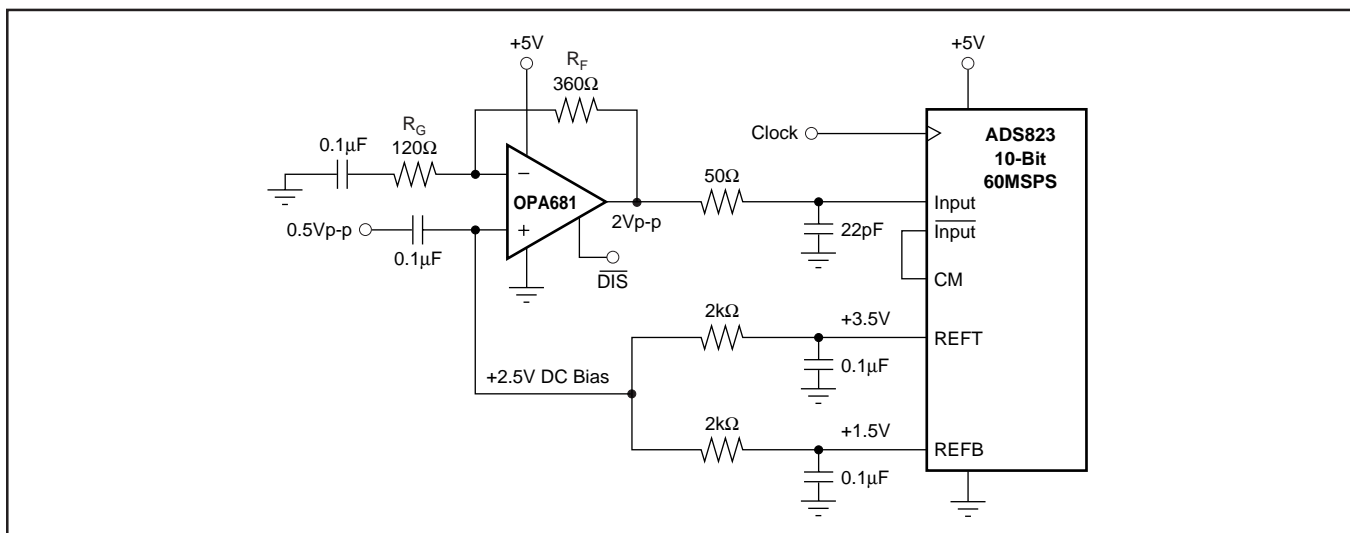 +5V
R_F
360Ω
+5V
0.1µF
R_G
120Ω
–
OPA681
+
0.5Vp-p
0.1µF
2Vp-p
DIS
50Ω
22pF
Clock
ADS823
10-Bit
60MSPS
Input
Input
CM
REFT
REFB
2kΩ
+3.5V
0.1µF
+2.5V DC Bias
2kΩ
+1.5V
0.1µF